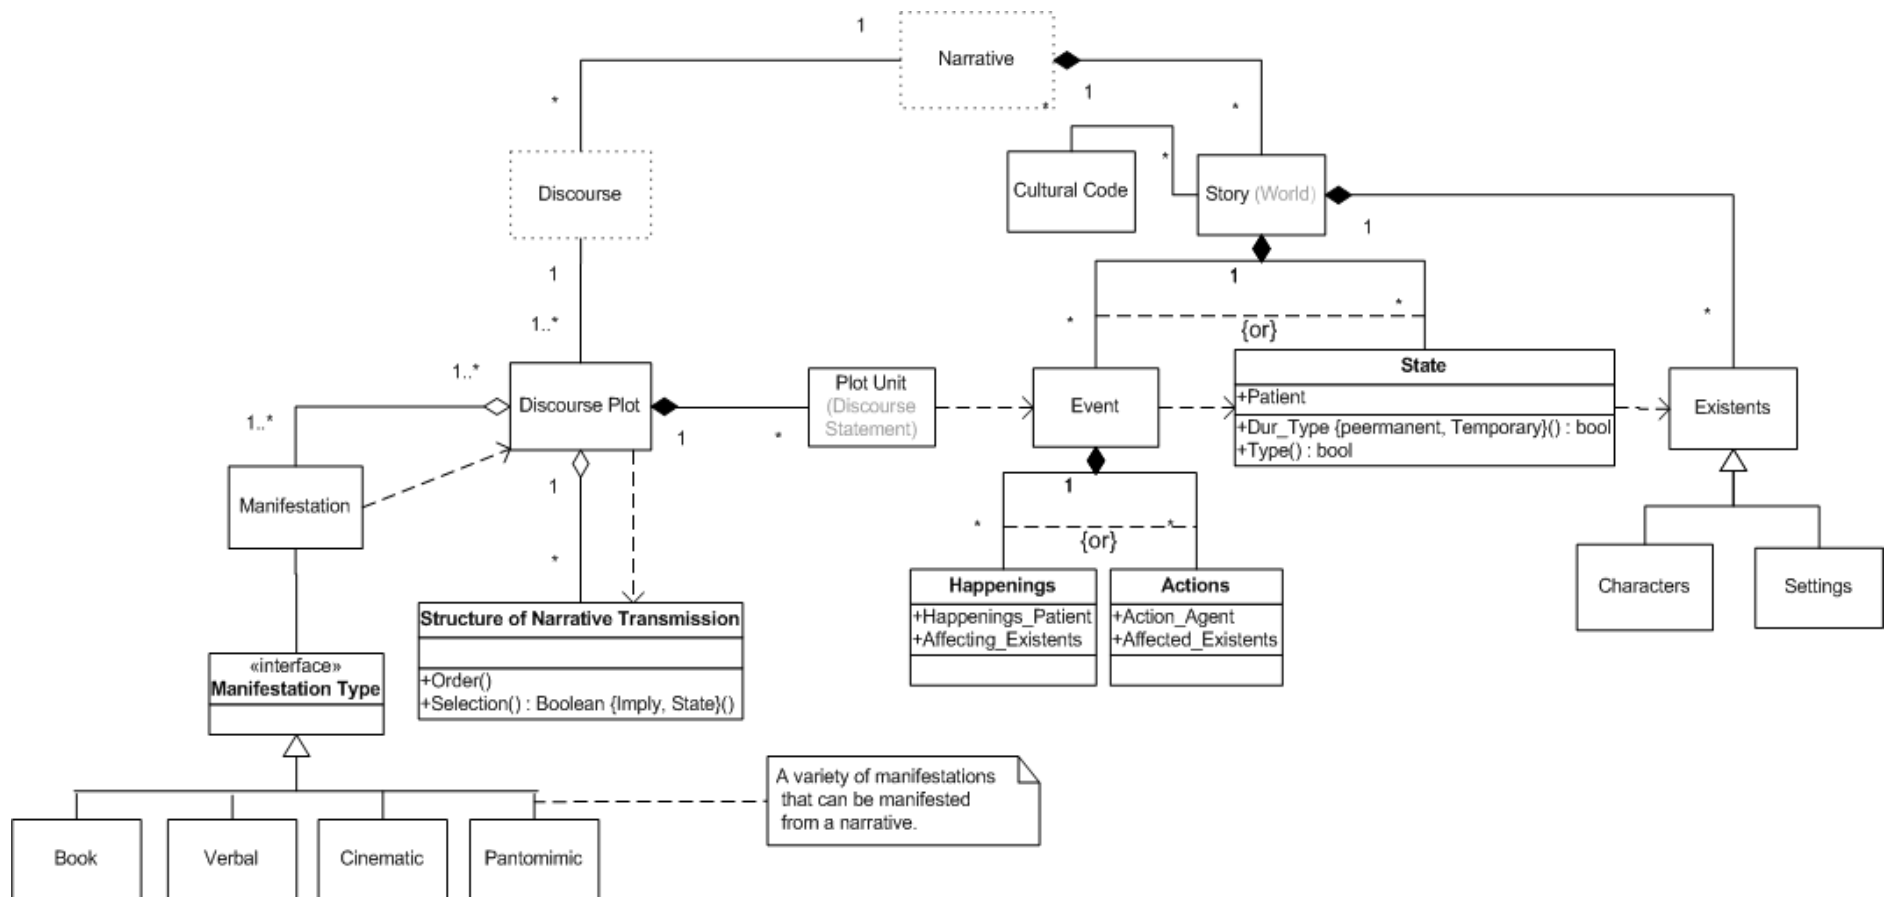 1
Narrative
*
1
*
*
Discourse
Cultural Code
*
Story (World)
1
1
1
*
*
{or}
*
1..*
1..*
Discourse Plot
1..*
1
*
Plot Unit
(Discourse
Statement)
Event
State
+Patient
+Dur_Type {peermanent, Temporary}() : bool
+Type() : bool
Existents
Manifestation
1
*
1
*
*
{or}
Happenings
+Happenings_Patient
+Affecting_Existents
Actions
+Action_Agent
+Affected_Existents
Characters
Settings
Structure of Narrative Transmission
+Order()
+Selection() : Boolean {Imply, State}()
«interface»
Manifestation Type
A variety of manifestations
that can be manifested
from a narrative.
Book
Verbal
Cinematic
Pantomimic